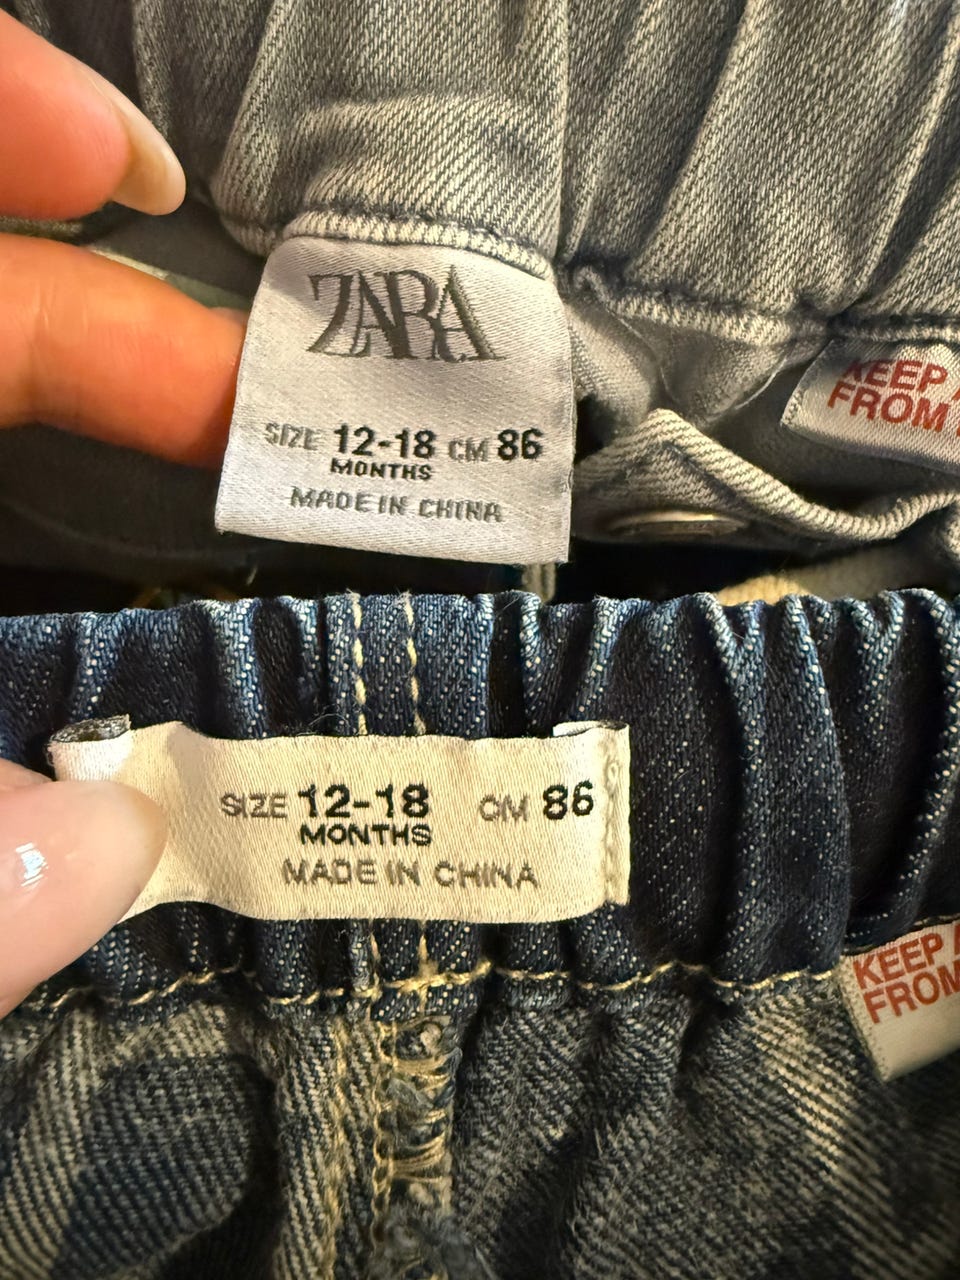 ZARA
SIZE 12-18 CM 86
MONTHS
MADE IN CHINA
KEEP
FROM
SIZE 12-18 CM 86
MONTHS
MADE IN CHINA
KEEP
FROM